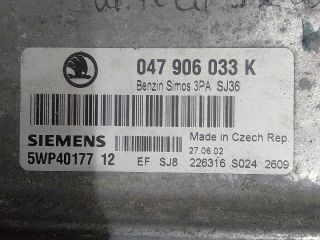 047 906 033 K
Benzin Simos 3PA SJ36
SIEMENS
Made in Czech Rep.
27.06.02
5WP40177 12
EF SJ8
226316 S024 2609